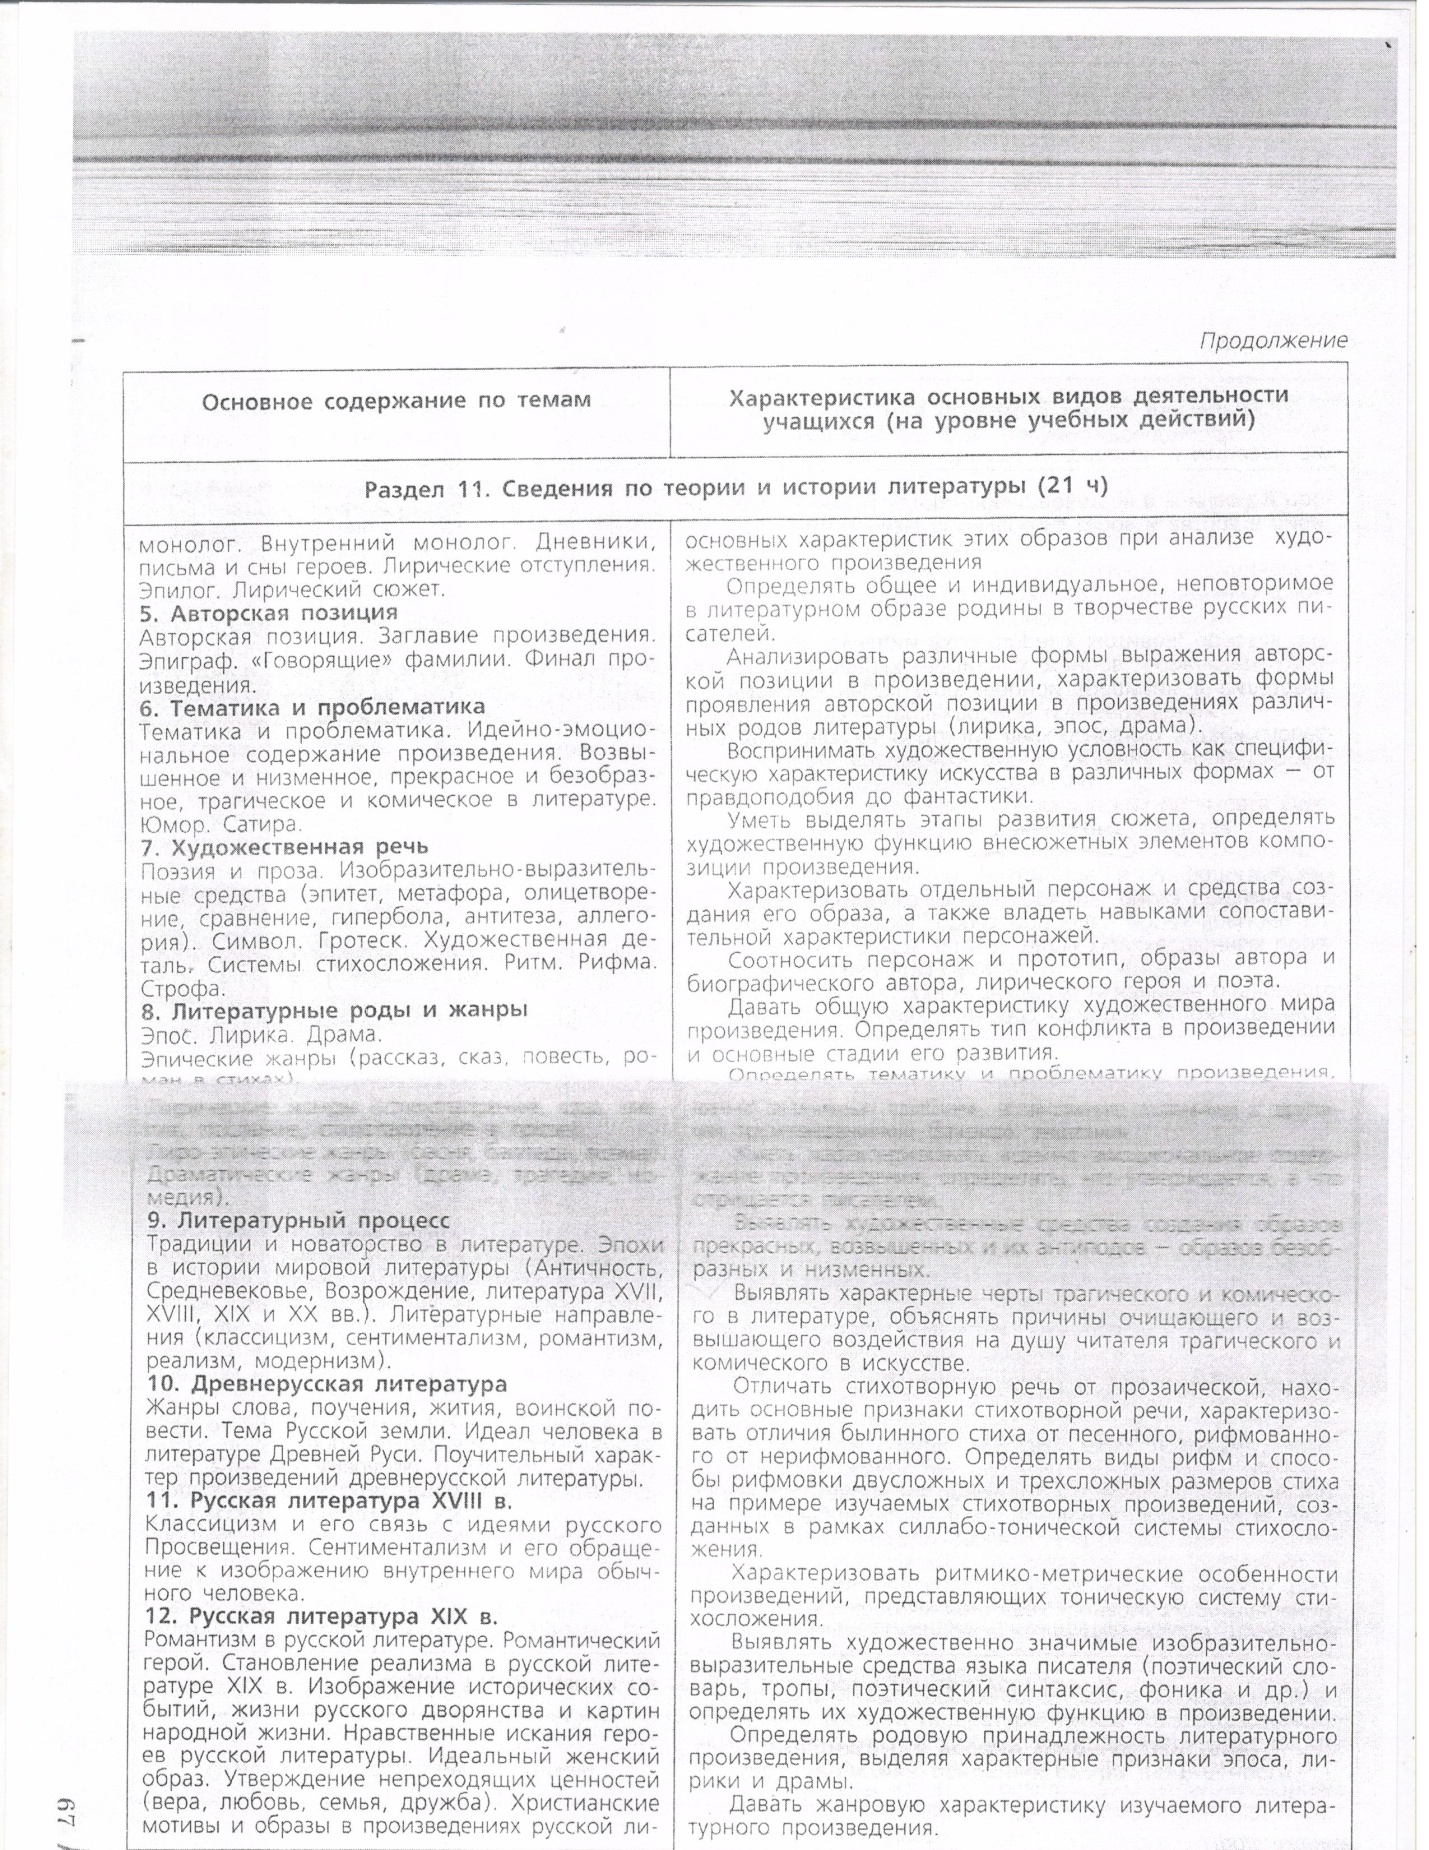 Продолжение
Основное содержание по темам
Характеристика основных видов деятельности
учащихся (на уровне учебных действий)
Раздел 11. Сведения по теории и истории литературы (21 ч)
монолог. Внутренний монолог. Дневники,
письма и сны героев. Лирические отступления.
Эпилог. Лирический сюжет.
5. Авторская позиция
Авторская позиция. Заглавие произведения.
Эпиграф. «Говорящие» фамилии. Финал про-
изведения.
6. Тематика и проблематика
Тематика и проблематика. Идейно-эмоцио-
нальное содержание произведения. Возвы-
шенное и низменное, прекрасное и безобраз-
ное, трагическое и комическое в литературе.
Юмор. Сатира.
7. Художественная речь
Поэзия и проза. Изобразительно-выразитель-
ные средства (эпитет, метафора, олицетворе-
ние, сравнение, гипербола, антитеза, аллего-
рия). Символ. Гротеск. Художественная де-
таль. Системы стихосложения. Ритм. Рифма.
Строфа.
8. Литературные роды и жанры
Эпос. Лирика. Драма.
Эпические жанры (рассказ, сказ, повесть, ро-
ман в стихах).
Лиро-эпические жанры (песня, баллада, поэма).
Драматические жанры (драма, трагедия, ко-
медия).
9. Литературный процесс
Традиции и новаторство в литературе. Эпохи
в истории мировой литературы (Античность,
Средневековье, Возрождение, литература XVII,
XVIII, XIX и XX вв.). Литературные направле-
ния (классицизм, сентиментализм, романтизм,
реализм, модернизм).
10. Древнерусская литература
Жанры слова, поучения, жития, воинской по-
вести. Тема Русской земли. Идеал человека в
литературе Древней Руси. Поучительный харак-
тер произведений древнерусской литературы.
11. Русская литература XVIII в.
Классицизм и его связь с идеями русского
Просвещения. Сентиментализм и его обраще-
ние к изображению внутреннего мира обыч-
ного человека.
12. Русская литература XIX в.
Романтизм в русской литературе. Романтический
герой. Становление реализма в русской лите-
ратуре XIX в. Изображение исторических со-
бытий, жизни русского дворянства и картин
народной жизни. Нравственные искания геро-
ев русской литературы. Идеальный женский
образ. Утверждение непреходящих ценностей
(вера, любовь, семья, дружба). Христианские
мотивы и образы в произведениях русской ли-
основных характеристик этих образов при анализе худо-
жественного произведения
Определять общее и индивидуальное, неповторимое
в литературном образе родины в творчестве русских пи-
сателей.
Анализировать различные формы выражения авторс-
кой позиции в произведении, характеризовать формы
проявления авторской позиции в произведениях различ-
ных родов литературы (лирика, эпос, драма).
Воспринимать художественную условность как специфи-
ческую характеристику искусства в различных формах — от
правдоподобия до фантастики.
Уметь выделять этапы развития сюжета, определять
художественную функцию внесюжетных элементов компо-
зиции произведения.
Характеризовать отдельный персонаж и средства соз-
дания его образа, а также владеть навыками сопостави-
тельной характеристики персонажей.
Соотносить персонаж и прототип, образы автора и
биографического автора, лирического героя и поэта.
Давать общую характеристику художественного мира
произведения. Определять тип конфликта в произведении
и основные стадии его развития.
Определять тематику и проблематику произведения,
отрицается писателем.
Выявлять художественные средства создания образов
прекрасных, возвышенных и их антиподов — образов безоб-
разных и низменных.
Выявлять характерные черты трагического и комическо-
го в литературе, объяснять причины очищающего и воз-
вышающего воздействия на душу читателя трагического и
комического в искусстве.
Отличать стихотворную речь от прозаической, нахо-
дить основные признаки стихотворной речи, характеризо-
вать отличия былинного стиха от песенного, рифмованно-
го от нерифмованного. Определять виды рифм и спосо-
бы рифмовки двусложных и трехсложных размеров стиха
на примере изучаемых стихотворных произведений, соз-
данных в рамках силлабо-тонической системы стихосло-
жения.
Характеризовать ритмико-метрические особенности
произведений, представляющих тоническую систему сти-
хосложения.
Выявлять художественно значимые изобразительно-
выразительные средства языка писателя (поэтический сло-
варь, тропы, поэтический синтаксис, фоника и др.) и
определять их художественную функцию в произведении.
Определять родовую принадлежность литературного
произведения, выделяя характерные признаки эпоса, ли-
рики и драмы.
Давать жанровую характеристику изучаемого литера-
турного произведения.